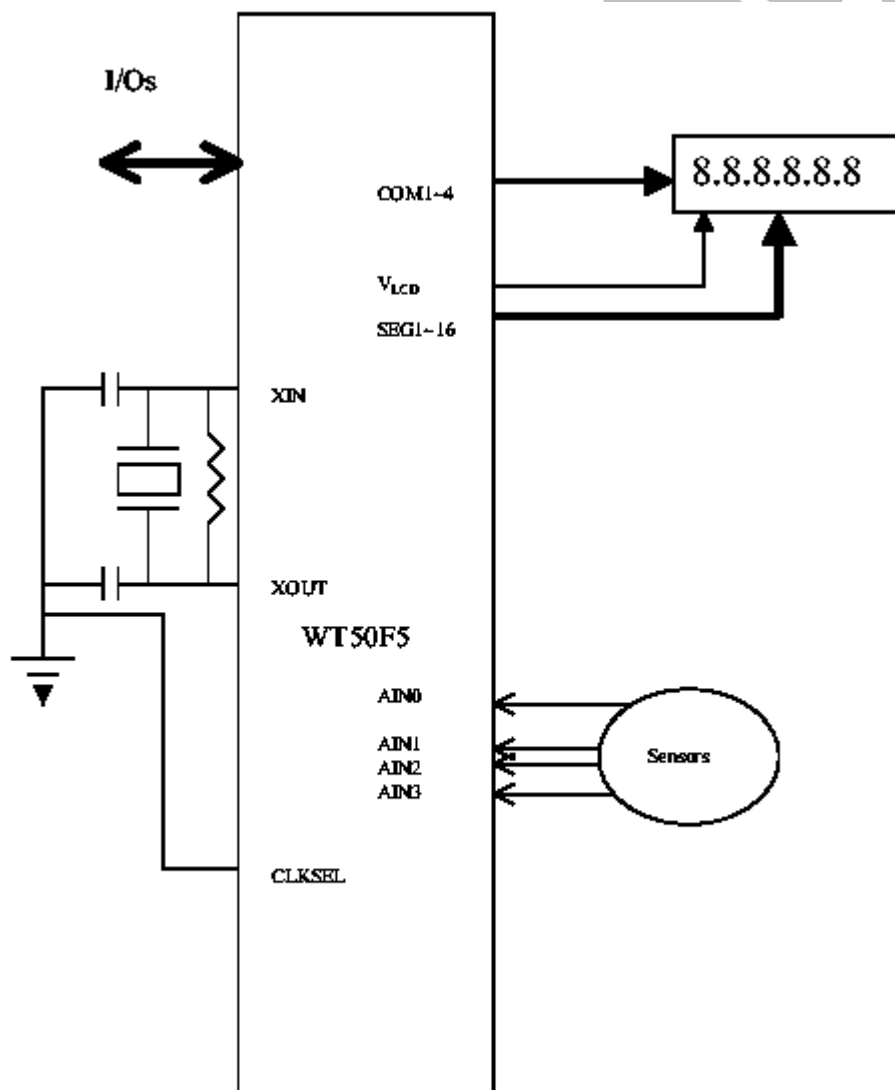 I/Os
8.8.8.8.8.8
COM1~4
VLCD
SEG1~16
XIN
XOUT
WT50F5
AIN0
AIN1
AIN2
AIN3
Sensors
CLKSEL